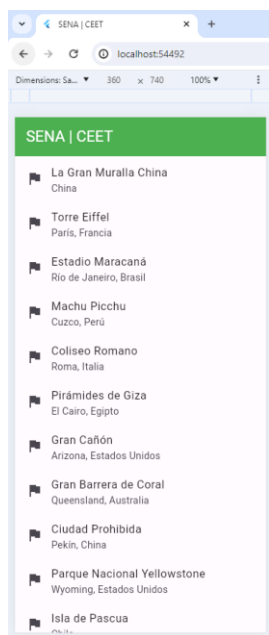 SENA | CEET
localhost:54492
Dimensions: Sa... 360 x 740 100%
SENA | CEET
La Gran Muralla China
China
Torre Eiffel
París, Francia
Estadio Maracaná
Río de Janeiro, Brasil
Machu Picchu
Cuzco, Perú
Coliseo Romano
Roma, Italia
Pirámides de Giza
El Cairo, Egipto
Gran Cañón
Arizona, Estados Unidos
Gran Barrera de Coral
Queensland, Australia
Ciudad Prohibida
Pekín, China
Parque Nacional Yellowstone
Wyoming, Estados Unidos
Isla de Pascua